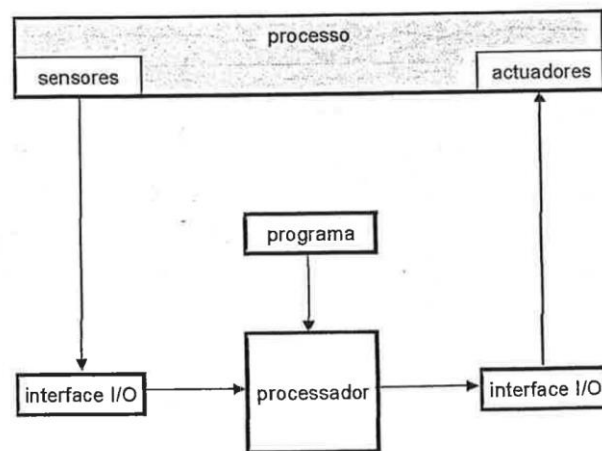 processo
sensores
actuadores
programa
interface I/O
processador
interface I/O